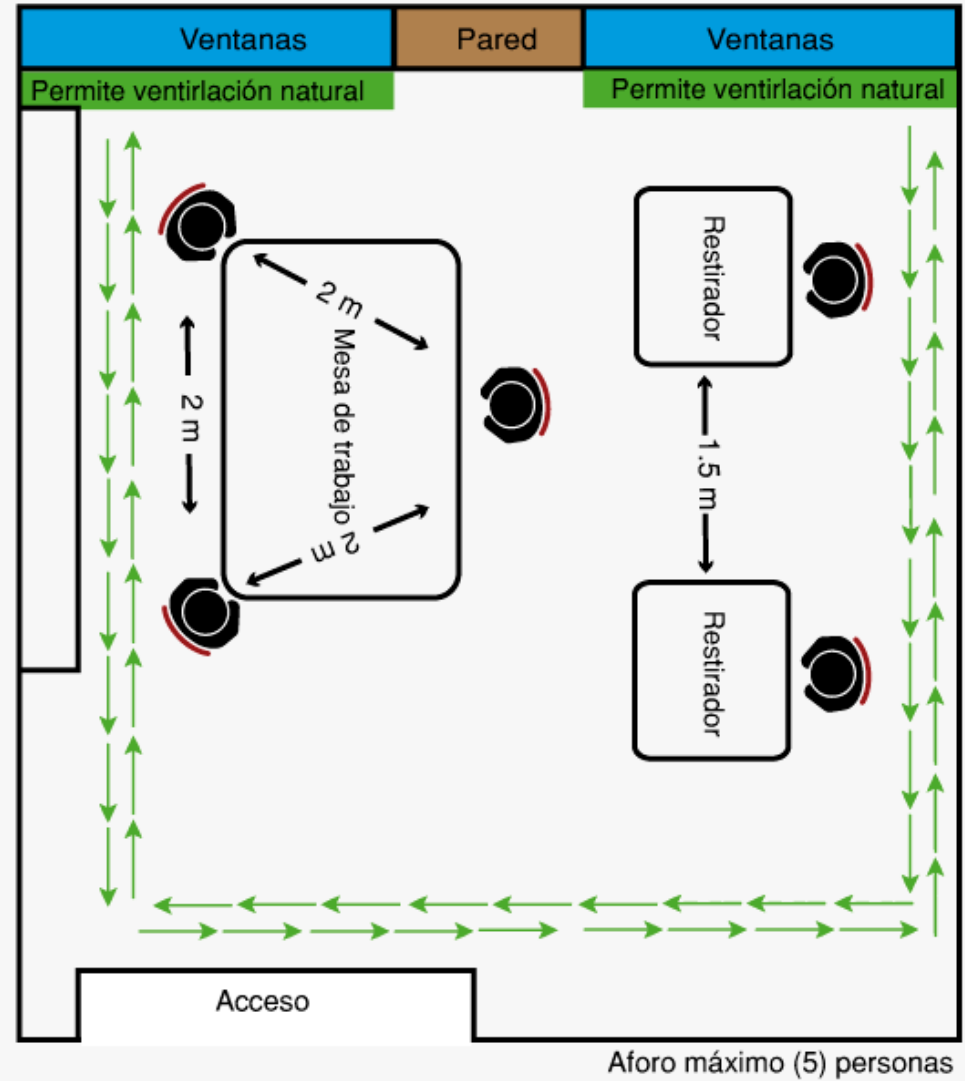 Ventanas
Pared
Ventanas
Permite ventirlación natural
Permite ventirlación natural
2 m
2 m
Mesa de trabajo
2 m
Restirador
1.5 m
Restirador
Acceso
Aforo máximo (5) personas